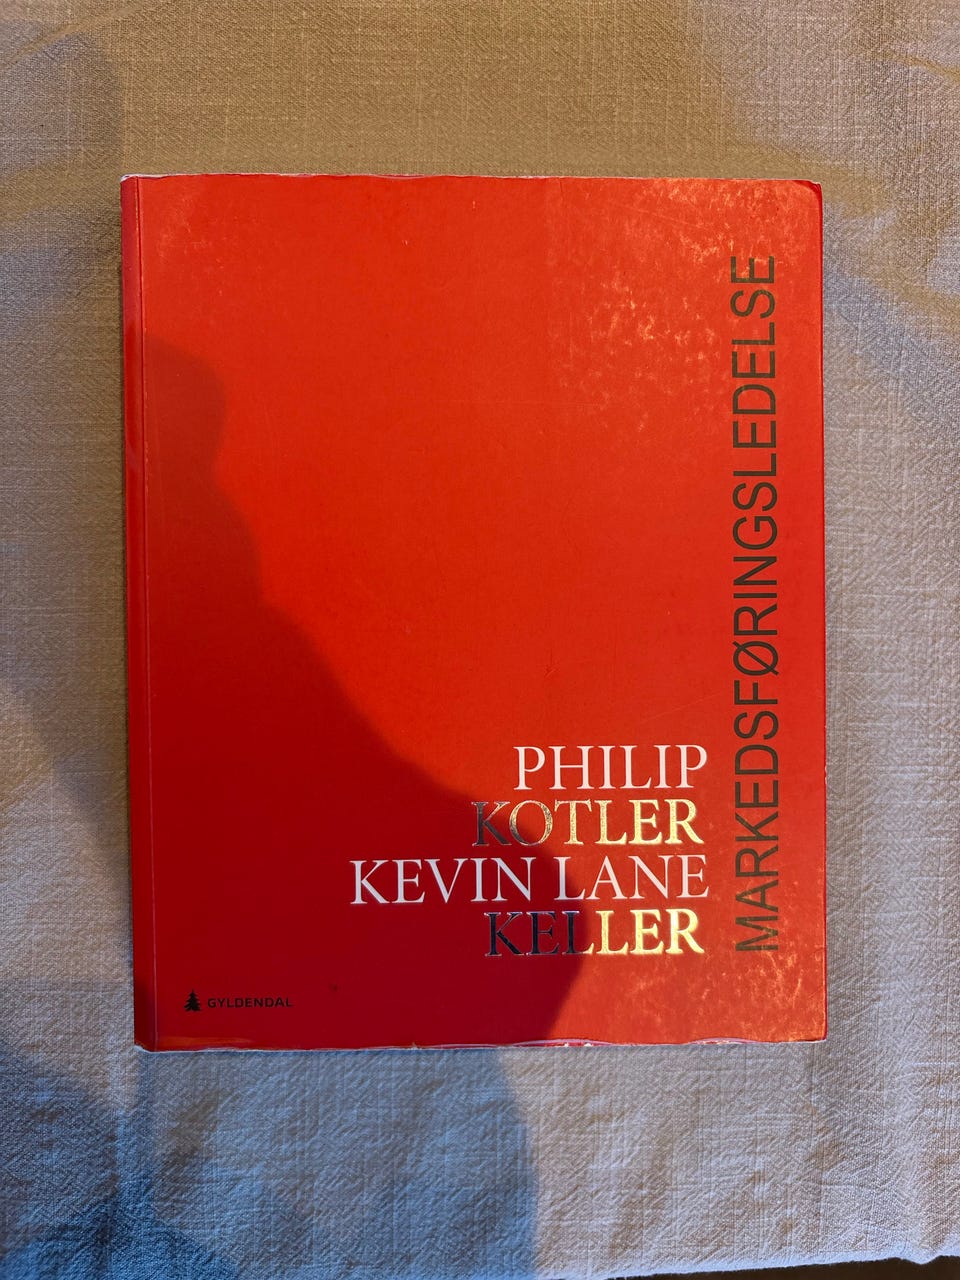 MARKEDSFØRINGSLEDELSE
PHILIP
KOTLER
KEVIN LANE
KELLER
GYLDENDAL